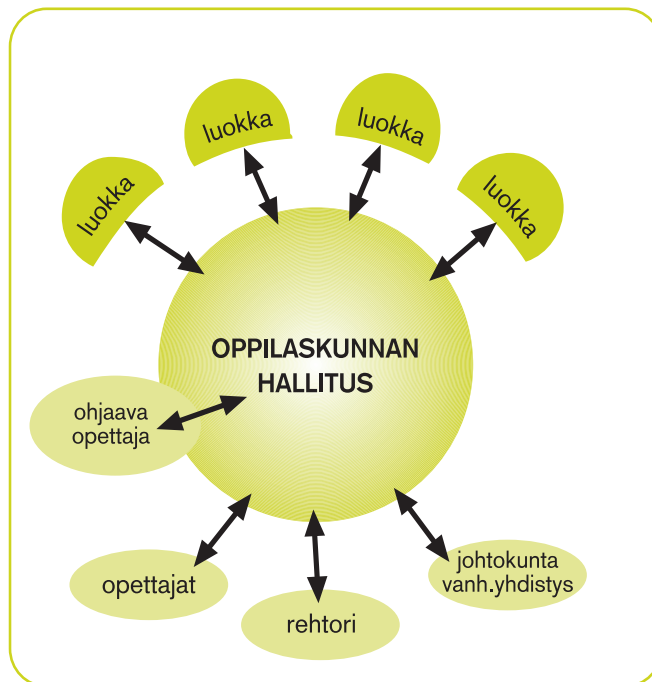 luokka
luokka
luokka
luokka
OPPILASKUNNAN
HALLITUS
ohjaava
opettaja
opettajat
rehtori
johtokunta
vanh.yhdistys